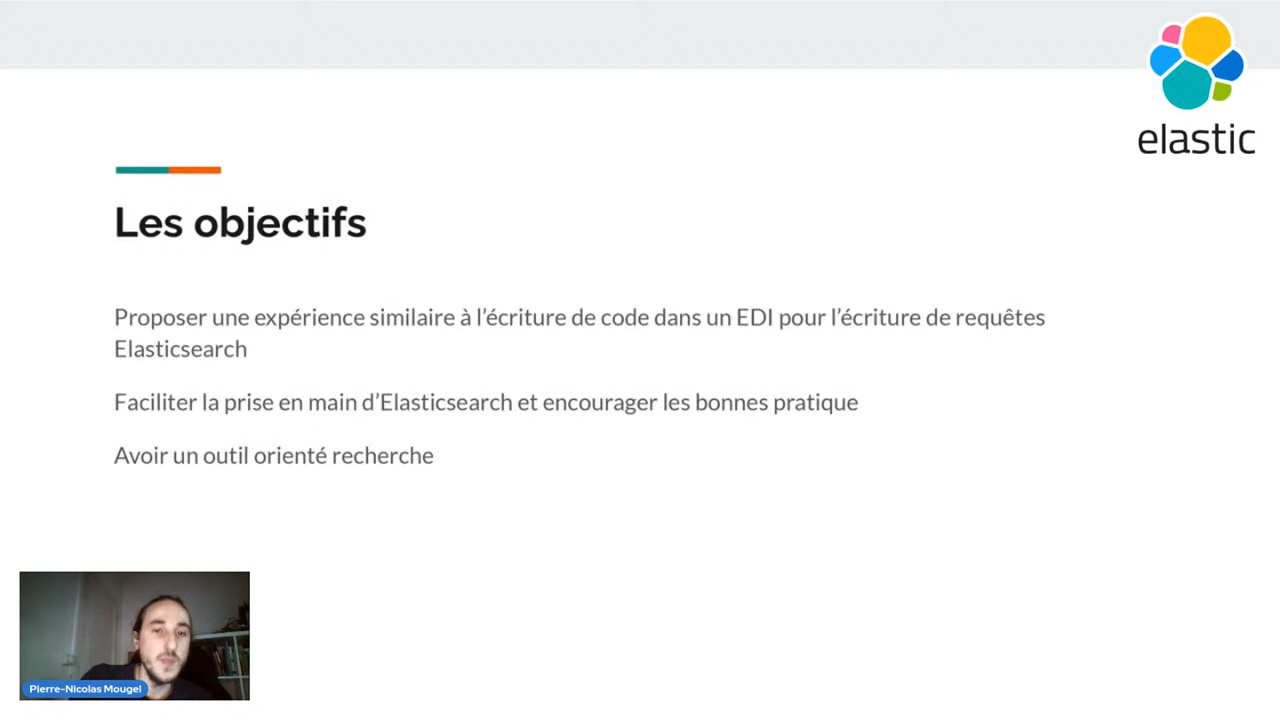 elastic
Les objectifs
Proposer une expérience similaire à l'écriture de code dans un EDI pour l'écriture de requêtes
Elasticsearch
Faciliter la prise en main d'Elasticsearch et encourager les bonnes pratique
Avoir un outil orienté recherche
Pierre-Nicolas Mougel